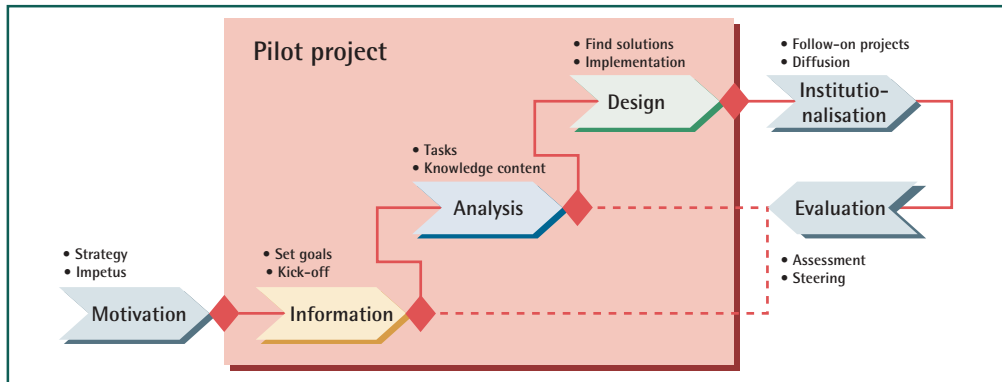 Pilot project
• Find solutions
• Implementation
Design
• Follow-on projects
• Diffusion
Institutio-
nalisation
• Tasks
• Knowledge content
Analysis
Evaluation
• Assessment
• Steering
• Strategy
• Impetus
Motivation
• Set goals
• Kick-off
Information